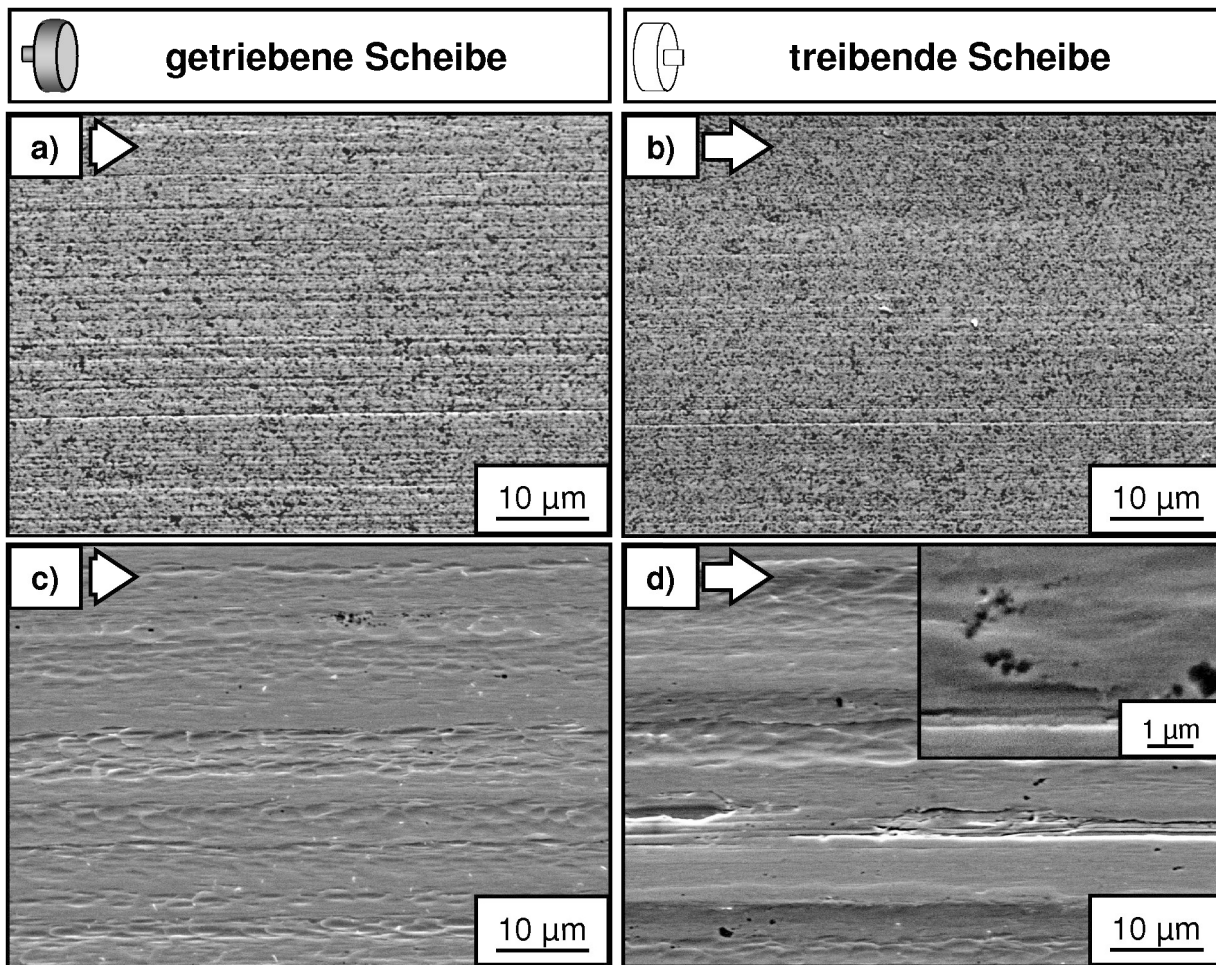 getriebene Scheibe
treibende Scheibe
a)
b)
10 µm
10 µm
c)
d)
1 µm
10 µm
10 µm